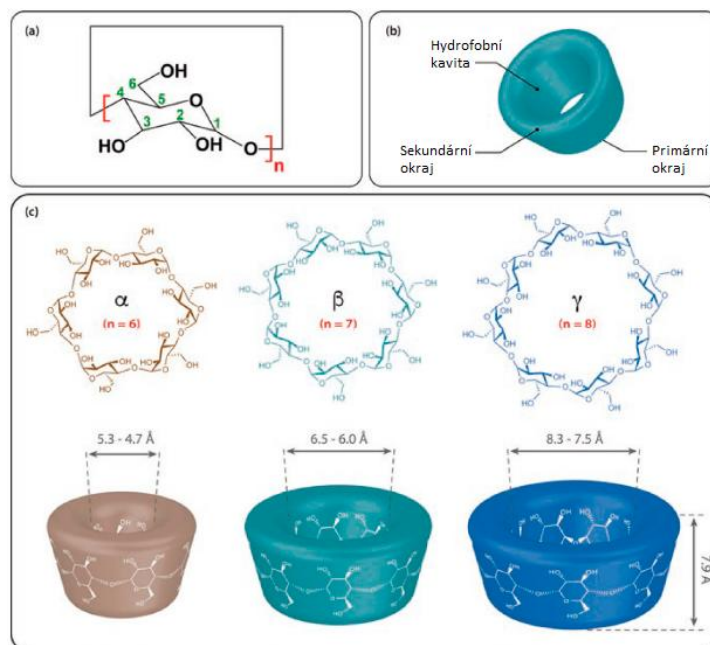 (a)
OH
6
4
5
O
HO
3
2
OH
1
O
n
(b)
Hydrofobní
kavita
Sekundární
okraj
Primární
okraj
(c)
α
(n = 6)
β
(n = 7)
γ
(n = 8)
5.3 - 4.7 Å
6.5 - 6.0 Å
8.3 - 7.5 Å
7.9 Å